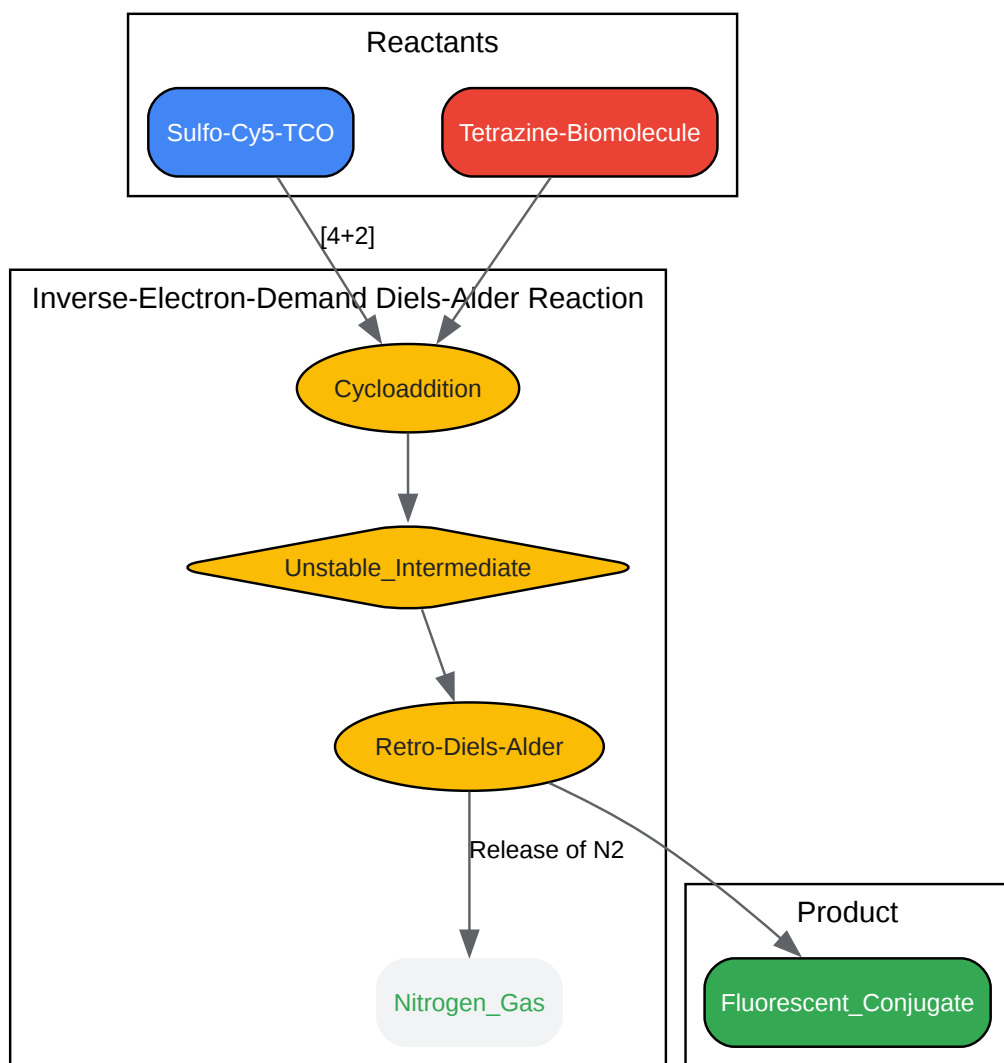 Reactants
Sulfo-Cy5-TCO
Tetrazine-Biomolecule
[4+2]
Inverse-Electron-Demand Diels-Alder Reaction
Cycloaddition
Unstable_Intermediate
Retro-Diels-Alder
Release of N2
Product
Nitrogen_Gas
Fluorescent_Conjugate